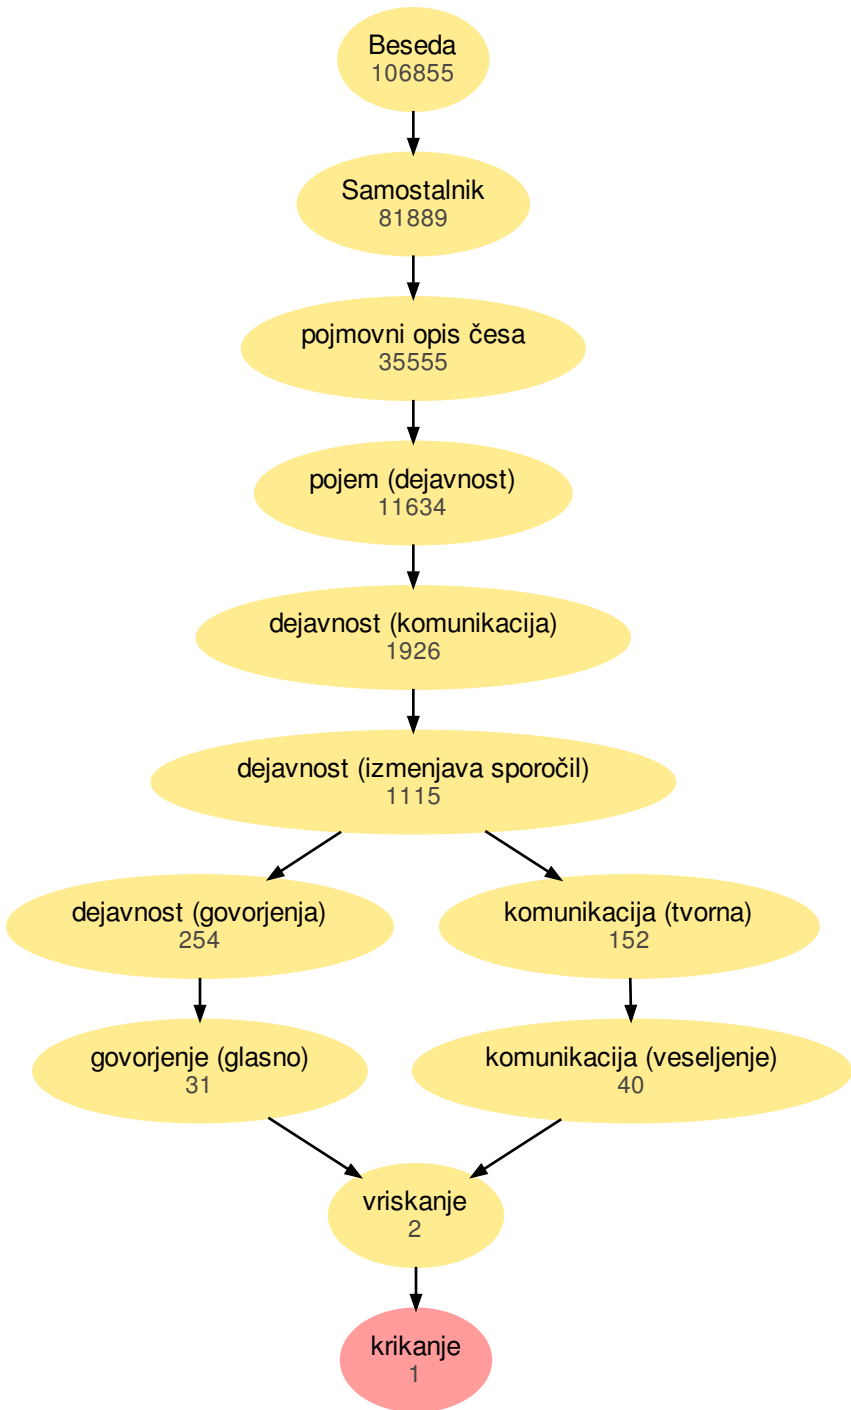 Beseda
106855
Samostalnik
81889
pojmovni opis česa
35555
pojem (dejavnost)
11634
dejavnost (komunikacija)
1926
dejavnost (izmenjava sporočil)
1115
dejavnost (govorjenja)
254
komunikacija (tvorna)
152
govorjenje (glasno)
31
komunikacija (veseljenje)
40
vriskanje
2
krikanje
1